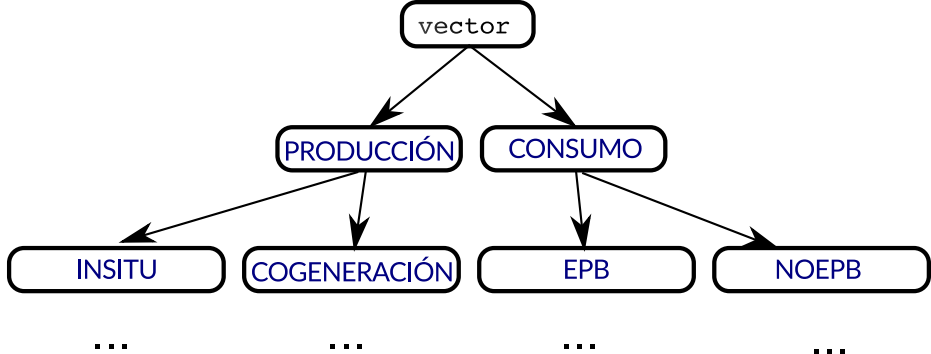 vector
PRODUCCIÓN
CONSUMO
INSITU
COGENERACIÓN
EPB
NOEPB
...
...
...
...